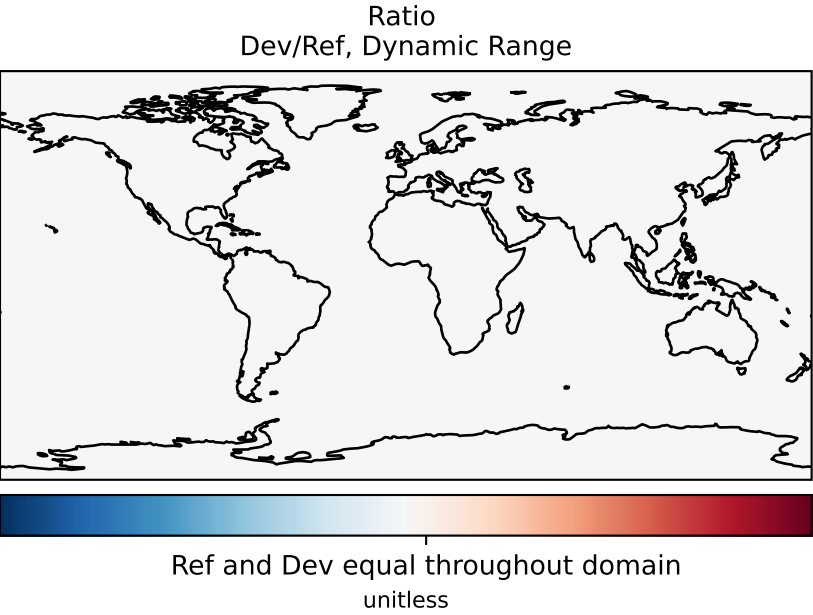 Ratio
Dev/Ref, Dynamic Range
Ref and Dev equal throughout domain
unitless